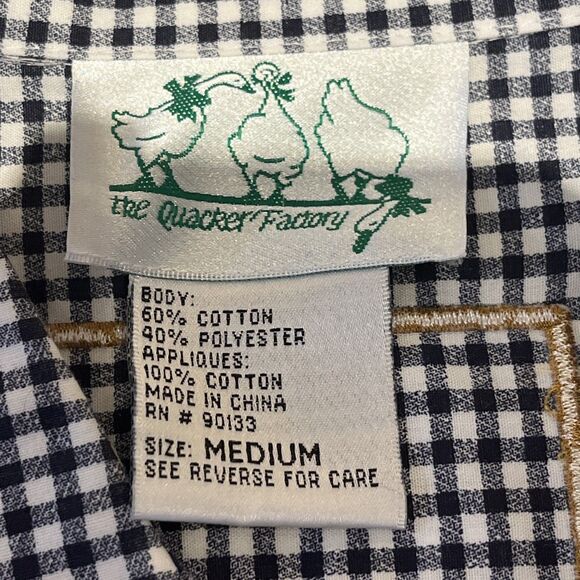 the Quacker Factory
BODY:
60% COTTON
40% POLYESTER
APPLIQUES:
100% COTTON
MADE IN CHINA
RN # 90133
SIZE: MEDIUM
SEE REVERSE FOR CARE